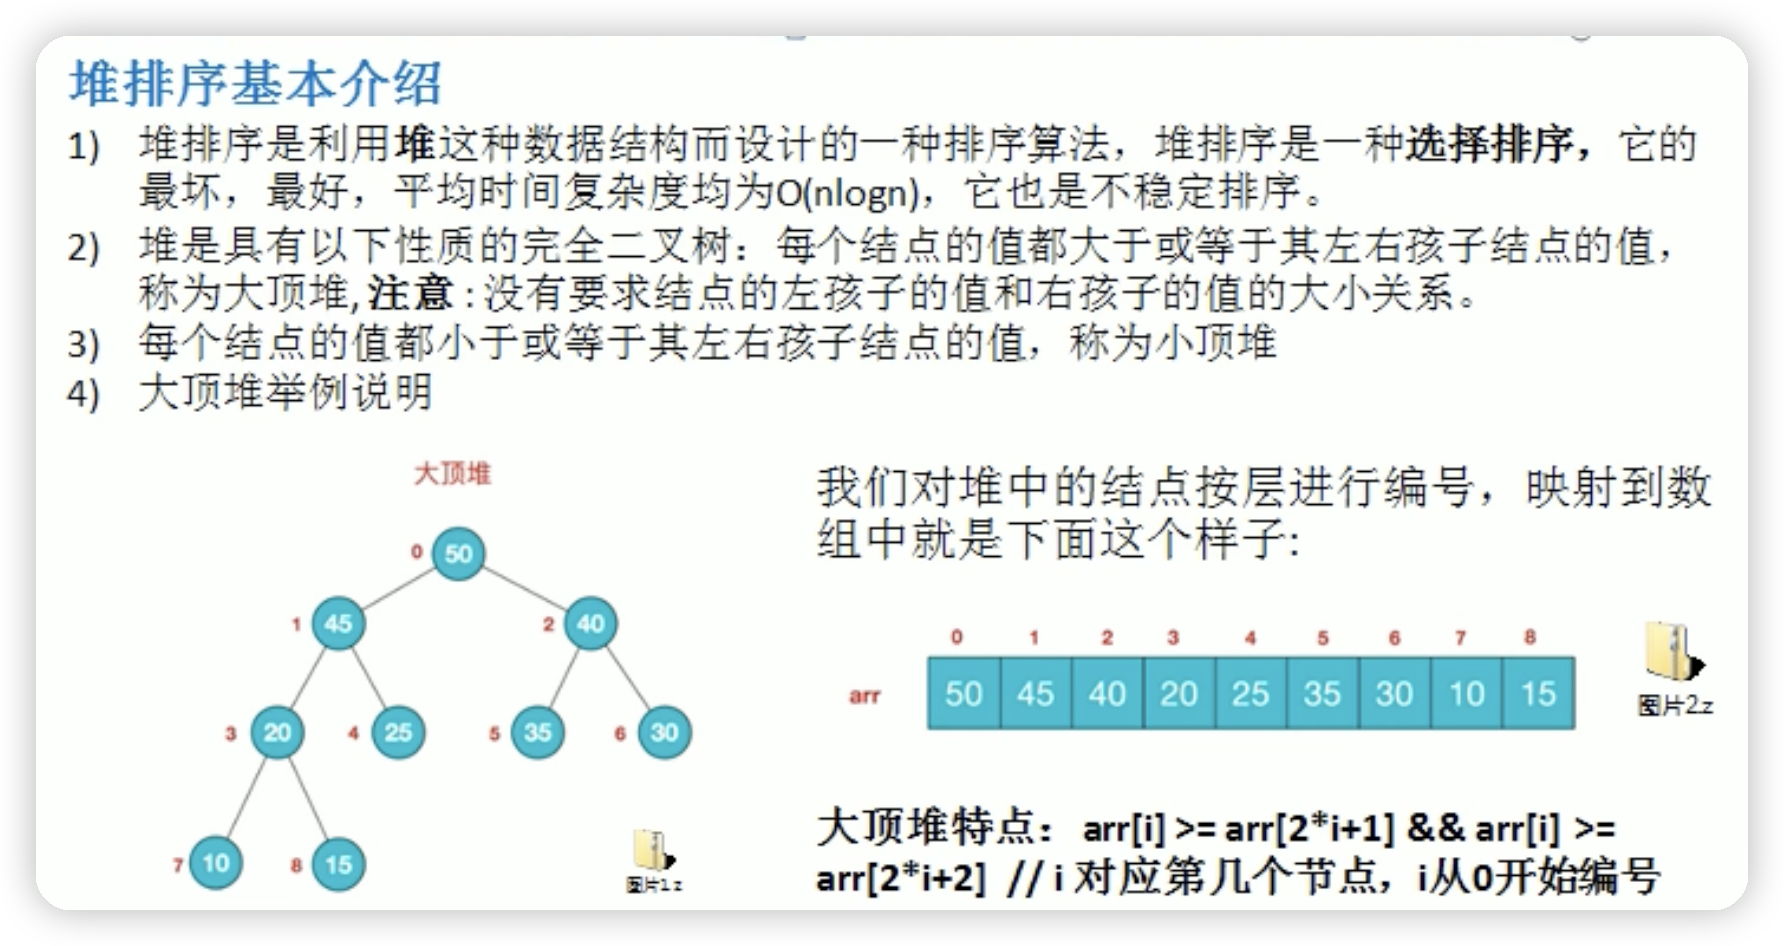 堆排序基本介绍
1) 堆排序是利用堆这种数据结构而设计的一种排序算法，堆排序是一种选择排序，它的
最坏，最好，平均时间复杂度均为O(nlogn)，它也是不稳定排序。
2) 堆是具有以下性质的完全二叉树：每个结点的值都大于或等于其左右孩子结点的值，
称为大顶堆, 注意 : 没有要求结点的左孩子的值和右孩子的值的大小关系。
3) 每个结点的值都小于或等于其左右孩子结点的值，称为小顶堆
4) 大顶堆举例说明
大顶堆
0 50
1 45 2 40
3 20 4 25 5 35 6 30
7 10 8 15
图片1.z
我们对堆中的结点按层进行编号，映射到数
组中就是下面这个样子:
0 1 2 3 4 5 6 7 8
arr 50 45 40 20 25 35 30 10 15
图片2.z
大顶堆特点：arr[i] >= arr[2*i+1] && arr[i] >=
arr[2*i+2] // i 对应第几个节点，i从0开始编号